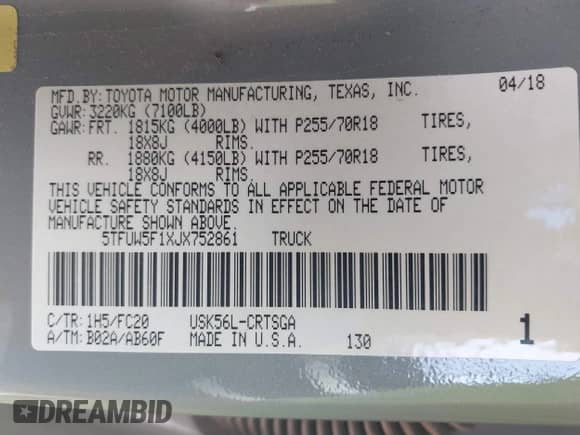 MFD.BY:TOYOTA MOTOR MANUFACTURING, TEXAS, INC. 04/18
GVWR:3220KG (7100LB)
GAWR:FRT. 1815KG (4000LB) WITH P255/70R18 TIRES,
18X8J RIMS.
RR. 1880KG (4150LB) WITH P255/70R18 TIRES,
18X8J RIMS.
THIS VEHICLE CONFORMS TO ALL APPLICABLE FEDERAL MOTOR
VEHICLE SAFETY STANDARDS IN EFFECT ON THE DATE OF
MANUFACTURE SHOWN ABOVE.
5TFUW5F1XJX752861 TRUCK
C/TR:1H5/FC20 USK56L-CRTSGA
A/TM:B02A/AB60F MADE IN U.S.A. 130 1
DREAMBID